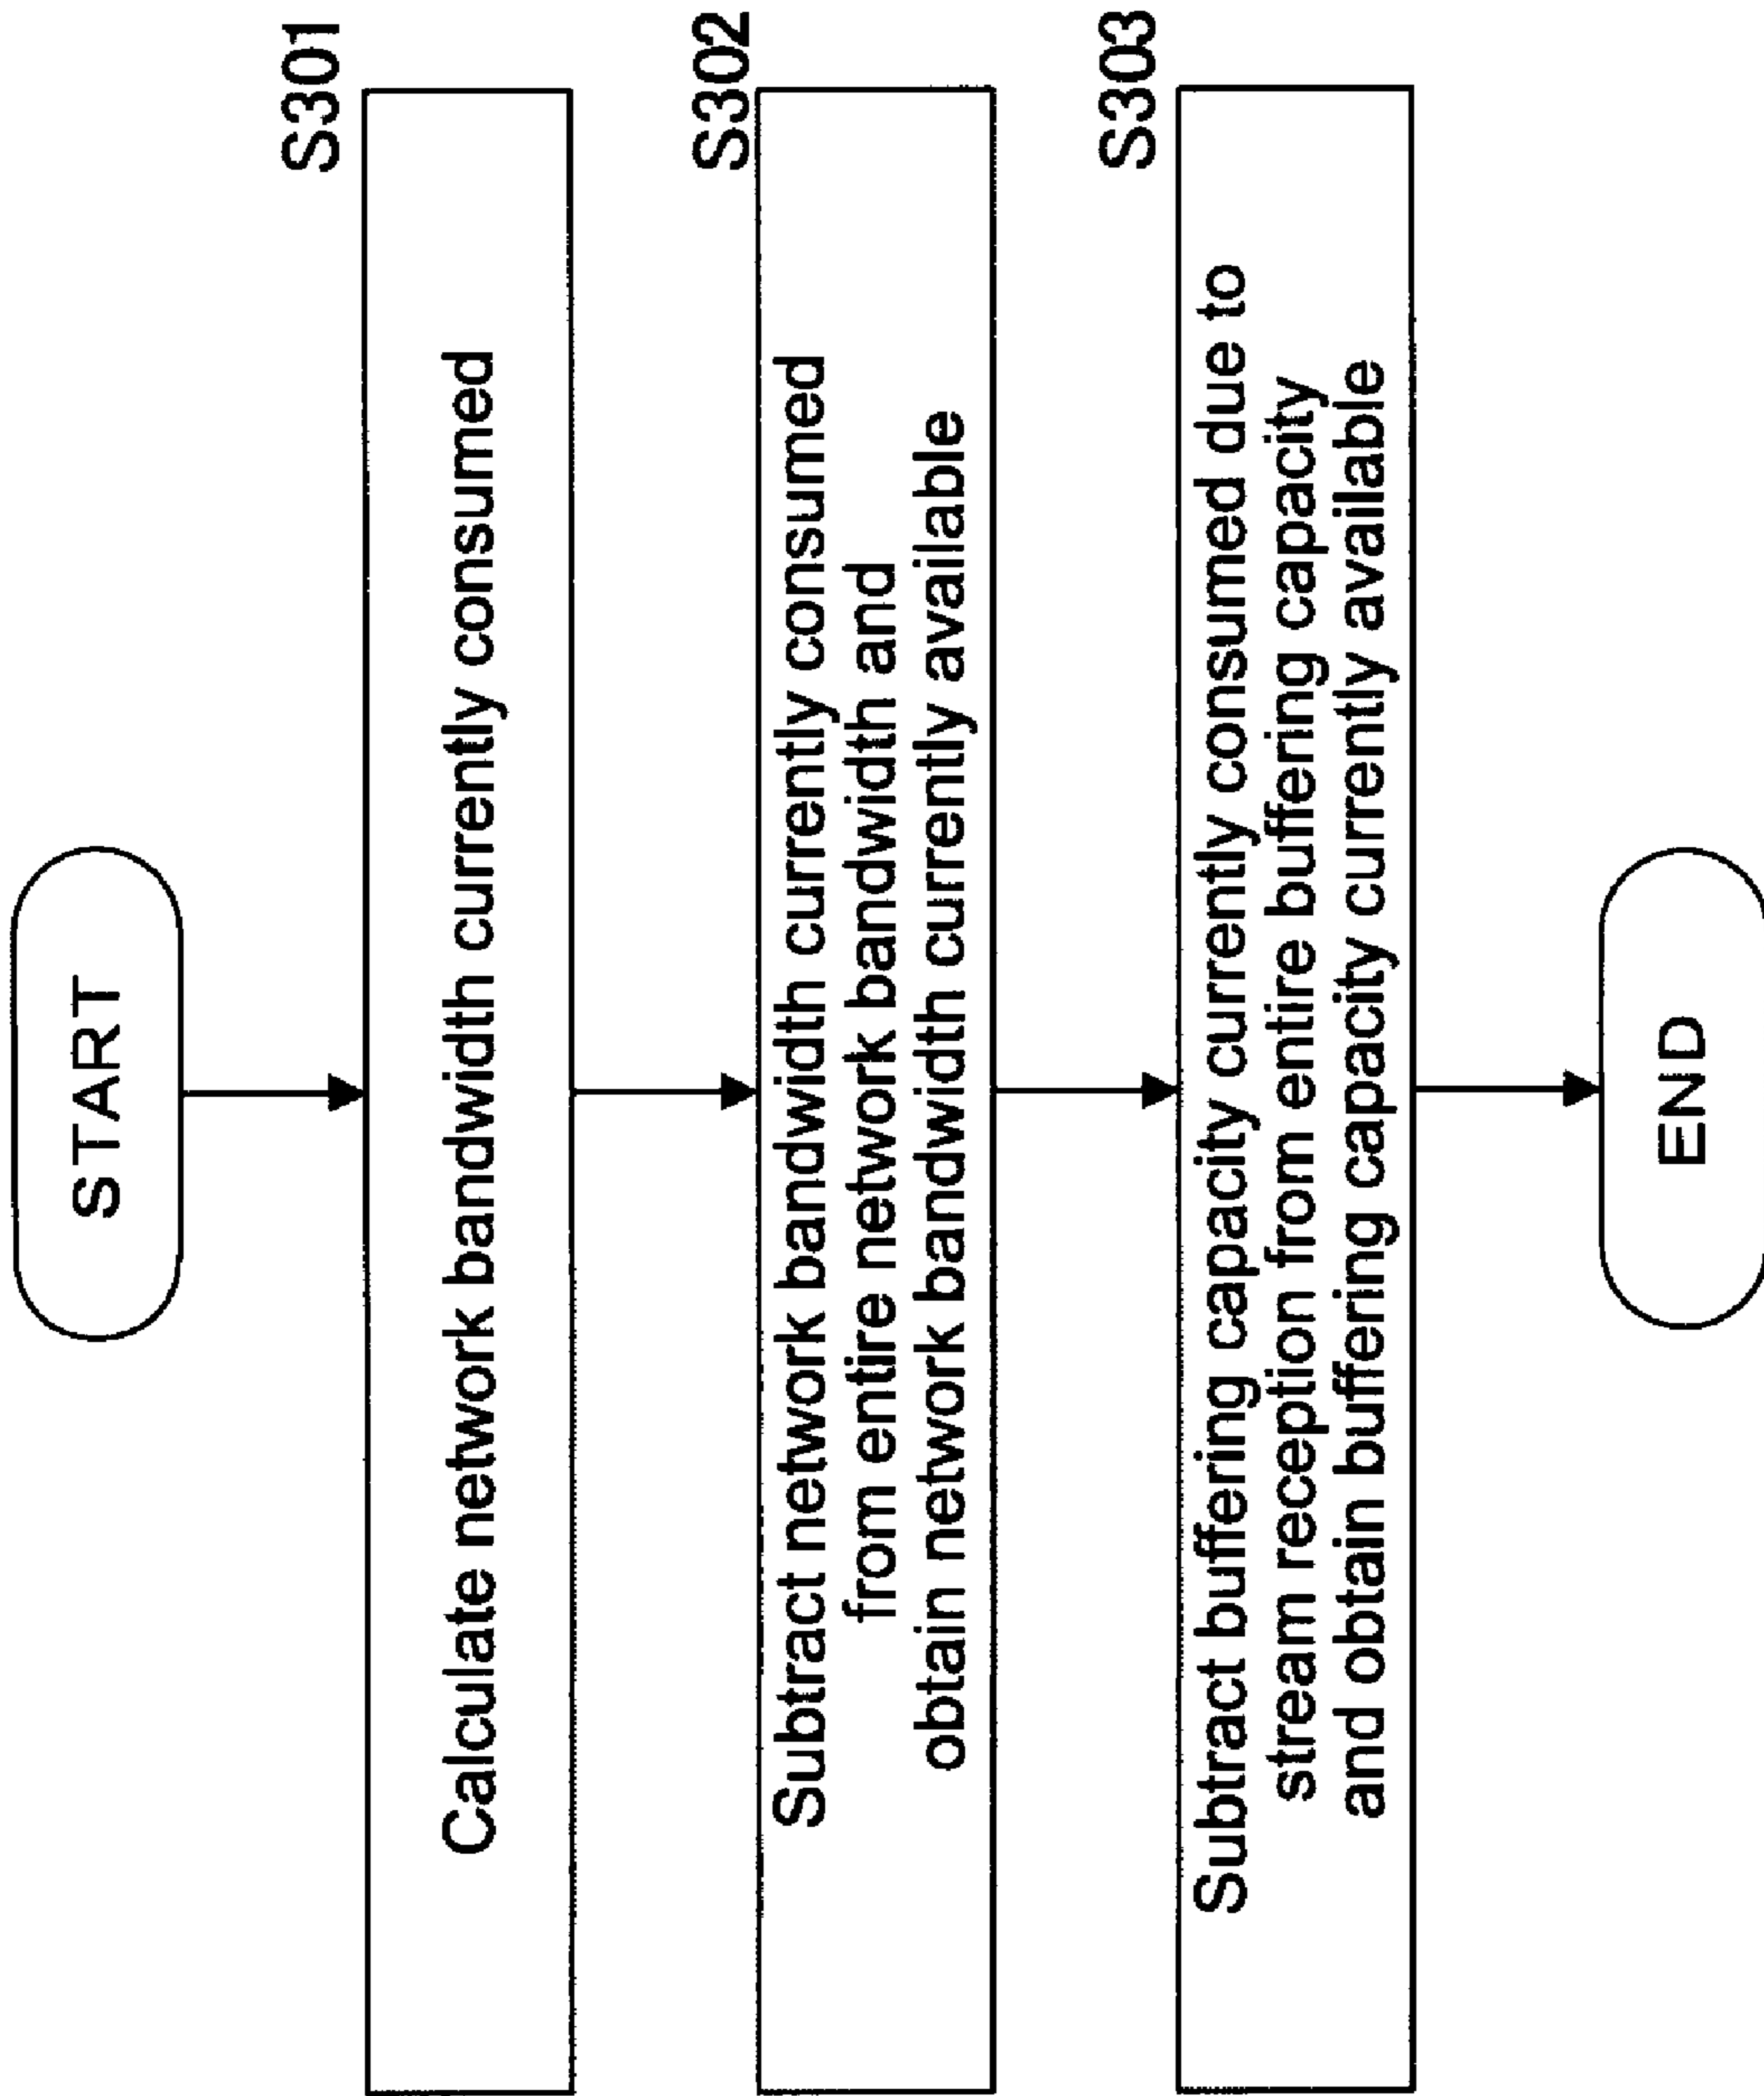 START
S301
Calculate network bandwidth currently consumed
S302
Subtract network bandwidth currently consumed
from entire network bandwidth and
obtain network bandwidth currently available
S303
Subtract buffering capacity currently consumed due to
stream reception from entire buffering capacity
and obtain buffering capacity currently available
END